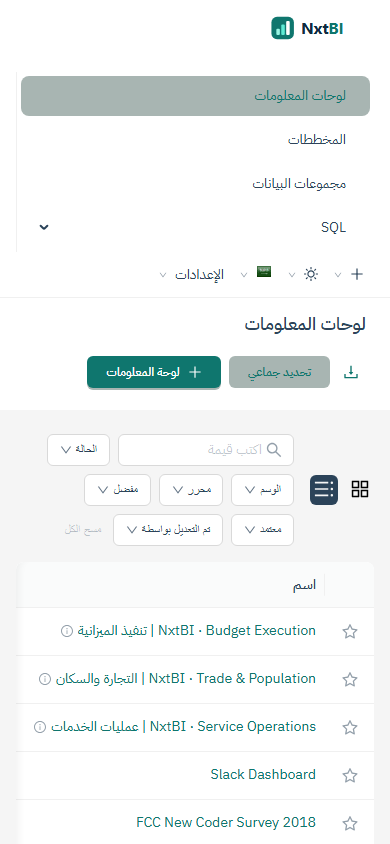 NxtBI
لوحات المعلومات
المخططات
مجموعات البيانات
SQL
الإعدادات
لوحات المعلومات
تحديد جماعي
لوحة المعلومات
اكتب قيمة
الحالة
الوسم
محرر
مفضل
معتمد
تم التعديل بواسطة
مسح الكل
اسم
NxtBI · Budget Execution | تنفيذ الميزانية
NxtBI · Trade & Population | التجارة والسكان
NxtBI · Service Operations | عمليات الخدمات
Slack Dashboard
FCC New Coder Survey 2018